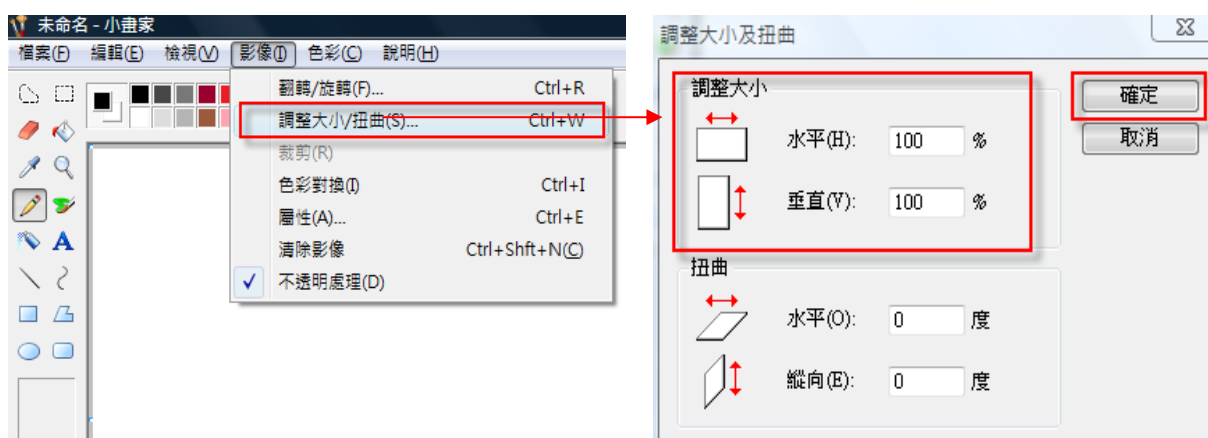 未命名 - 小畫家
檔案(F) 編輯(E) 檢視(V) 影像(I) 色彩(C) 說明(H)
翻轉/旋轉(F)... Ctrl+R
調整大小/扭曲(S)... Ctrl+W
裁剪(R)
色彩對換(I) Ctrl+I
屬性(A)... Ctrl+E
清除影像 Ctrl+Shft+N(C)
不透明處理(D)
A
調整大小及扭曲
調整大小
水平(H): 100 %
垂直(V): 100 %
確定
取消
扭曲
水平(O): 0 度
縱向(E): 0 度